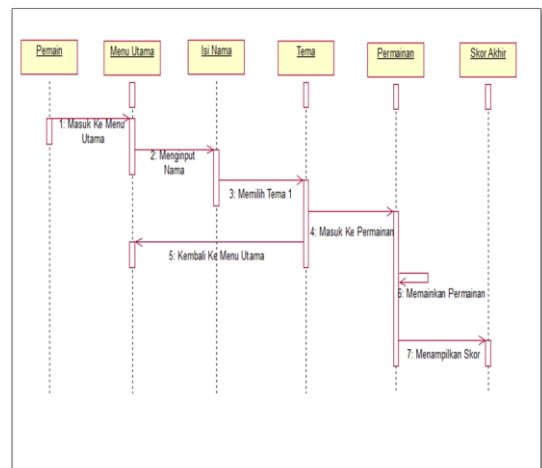 Pemain
Menu Utama
Isi Nama
Tema
Permainan
Skor Akhir
1: Masuk Ke Menu
Utama
2: Menginput
Nama
3: Memilih Tema 1
4: Masuk Ke Permainan
5: Kembali Ke Menu Utama
6: Memainkan Permainan
7: Menampilkan Skor